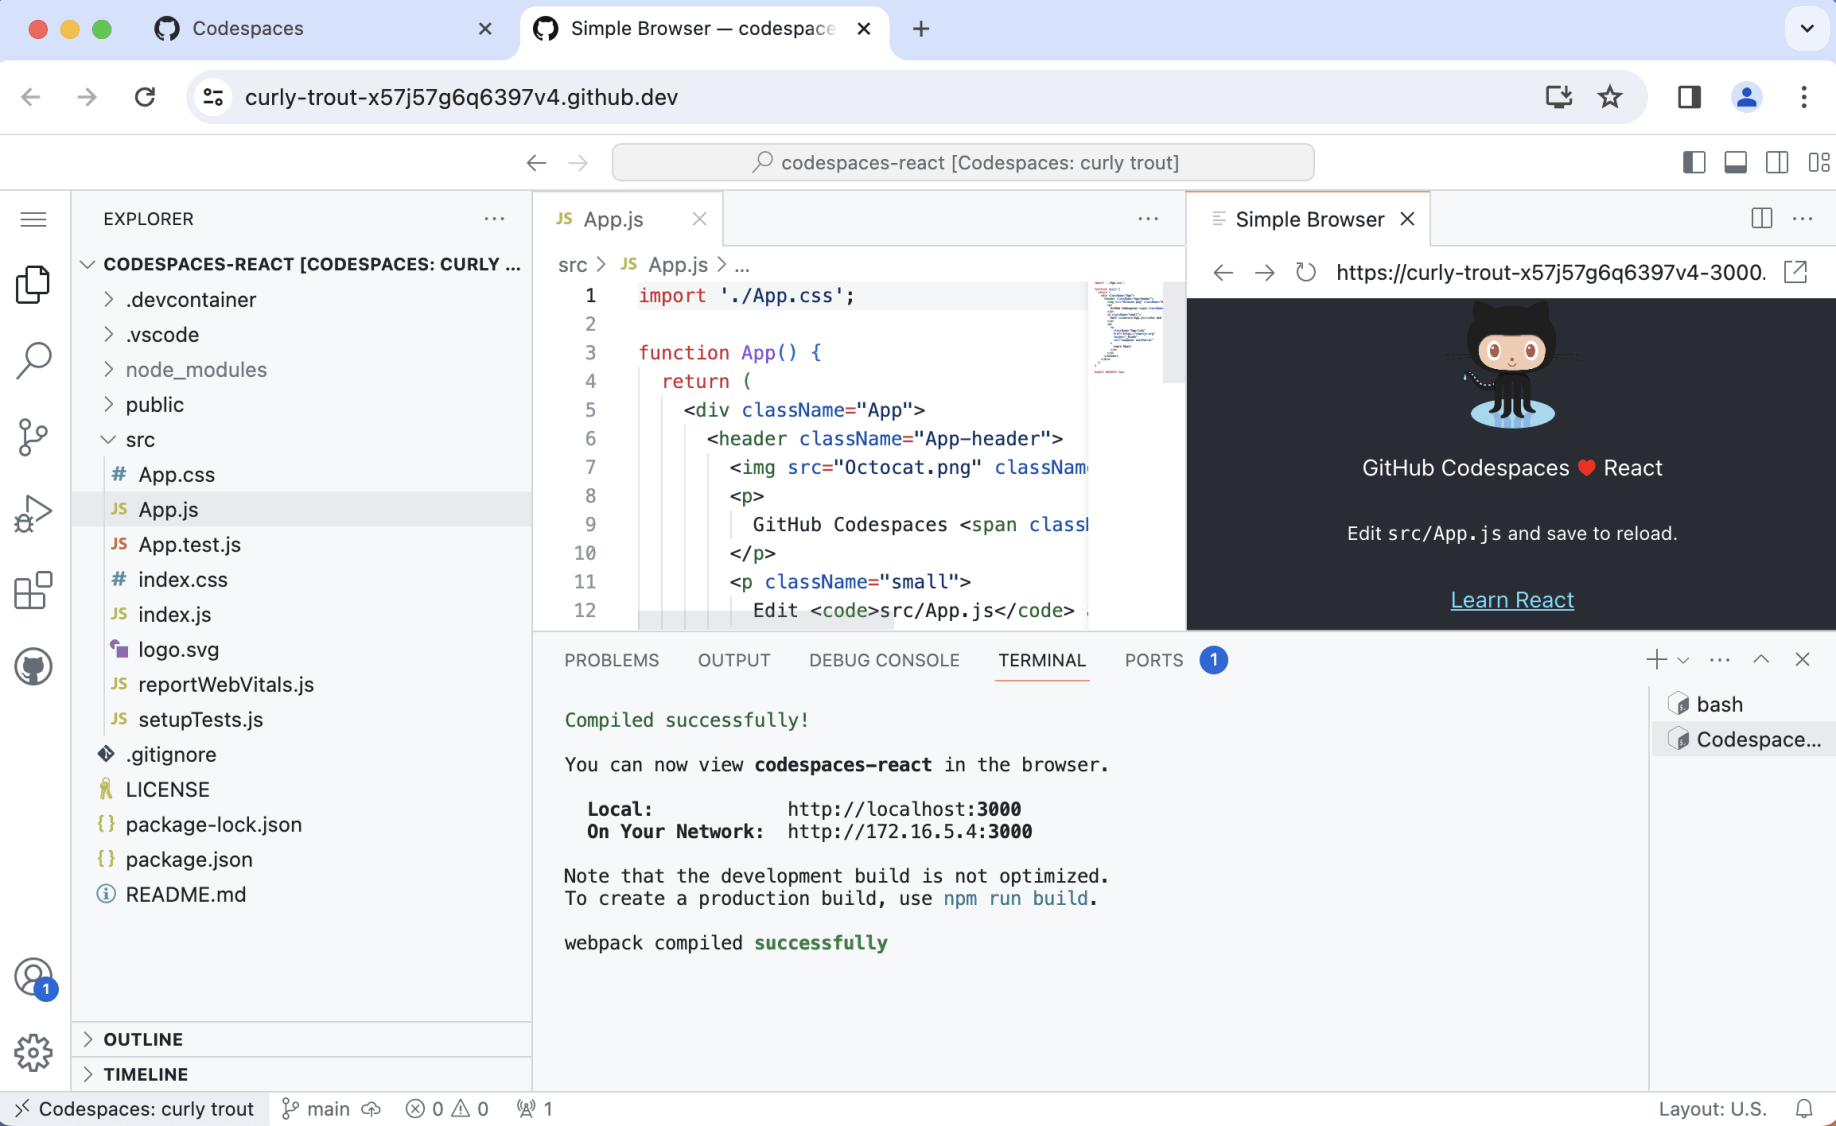 Codespaces
Simple Browser — codespace
curly-trout-x57j57g6q6397v4.github.dev
codespaces-react [Codespaces: curly trout]
EXPLORER
CODESPACES-REACT [CODESPACES: CURLY ...
.devcontainer
.vscode
node_modules
public
src
# App.css
JS App.js
JS App.test.js
# index.css
JS index.js
logo.svg
JS reportWebVitals.js
JS setupTests.js
.gitignore
LICENSE
{} package-lock.json
{} package.json
README.md
OUTLINE
TIMELINE
1
JS App.js
src > JS App.js > ...
1 import './App.css';
2
3 function App() {
4 return (
5 <div className="App">
6 <header className="App-header">
7 <img src="Octocat.png" classNam
8 <p>
9 GitHub Codespaces <span class
10 </p>
11 <p className="small">
12 Edit <code>src/App.js</code>
Simple Browser
https://curly-trout-x57j57g6q6397v4-3000.
GitHub Codespaces ❤ React
Edit src/App.js and save to reload.
Learn React
PROBLEMS OUTPUT DEBUG CONSOLE TERMINAL PORTS 1
Compiled successfully!
You can now view codespaces-react in the browser.
Local: http://localhost:3000
On Your Network: http://172.16.5.4:3000
Note that the development build is not optimized.
To create a production build, use npm run build.
webpack compiled successfully
bash
Codespace...
Codespaces: curly trout main 0 0 1 Layout: U.S.